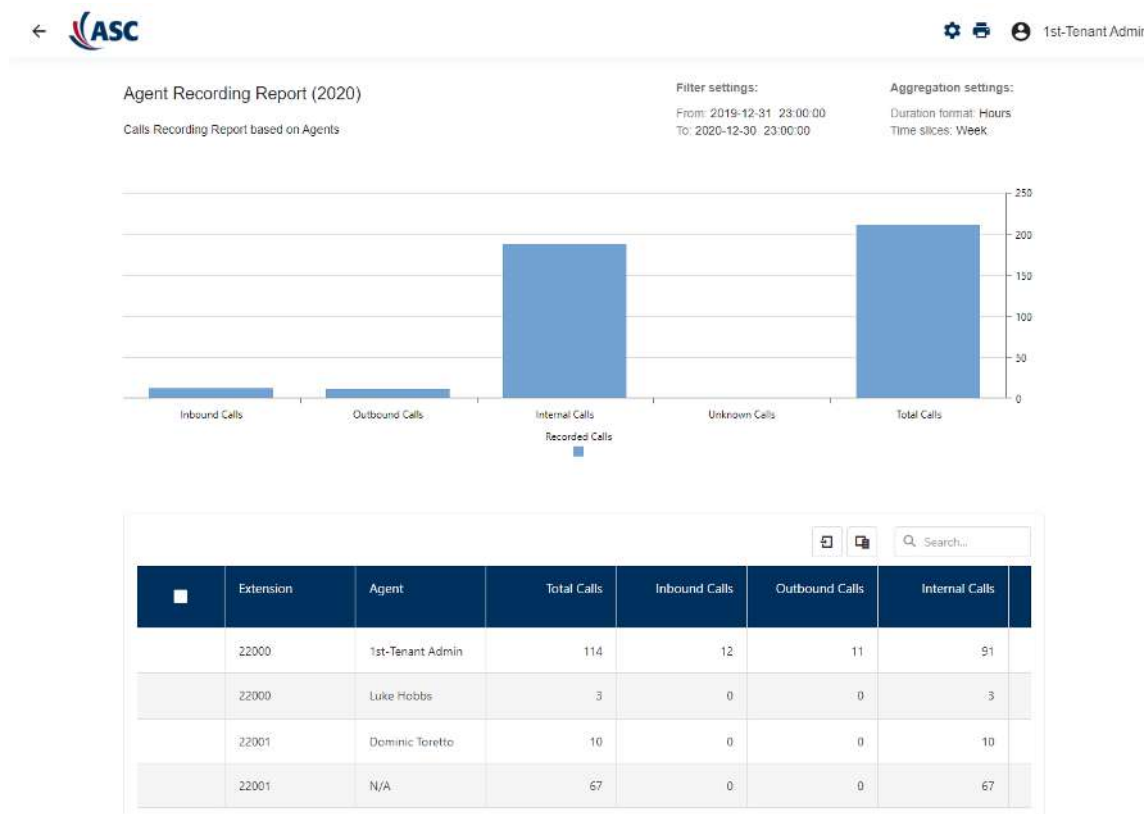 ASC
1st-Tenant Admin
Agent Recording Report (2020)
Calls Recording Report based on Agents
Filter settings:
From: 2019-12-31 23:00:00
To: 2020-12-30 23:00:00
Aggregation settings:
Duration format: Hours
Time slices: Week
250
200
150
100
50
0
Inbound Calls Outbound Calls Internal Calls Unknown Calls Total Calls
Recorded Calls
Search...
Extension Agent Total Calls Inbound Calls Outbound Calls Internal Calls
22000 1st-Tenant Admin 114 12 11 91
22000 Luke Hobbs 3 0 0 3
22001 Dominic Toretto 10 0 0 10
22001 N/A 67 0 0 67